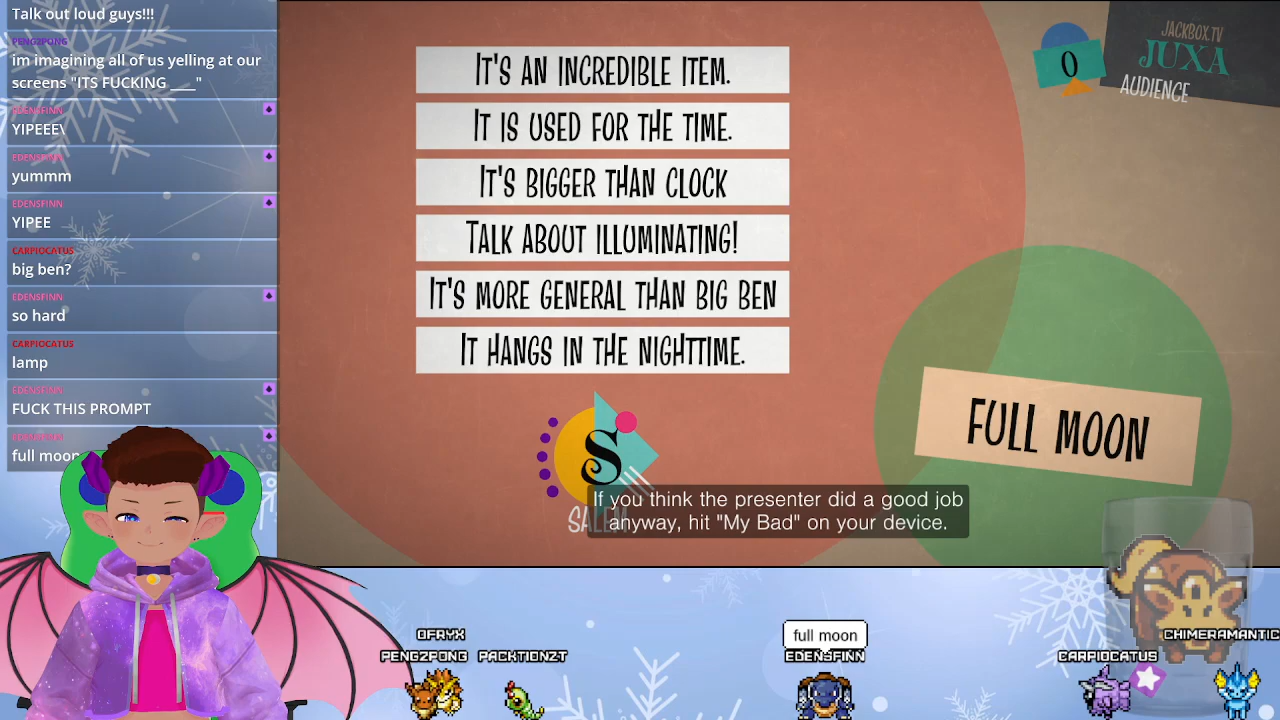 Talk out loud guys!!!
PENGZPONG
im imagining all of us yelling at our
screens "ITS FUCKING ___"
EDENSFINN
YIPEEE\
EDENSFINN
yummm
EDENSFINN
YIPEE
CARPIOCATUS
big ben?
EDENSFINN
so hard
CARPIOCATUS
lamp
EDENSFINN
FUCK THIS PROMPT
EDENSFINN
full moon
IT'S AN INCREDIBLE ITEM.
IT IS USED FOR THE TIME.
IT'S BIGGER THAN CLOCK
TALK ABOUT ILLUMINATING!
IT'S MORE GENERAL THAN BIG BEN
IT HANGS IN THE NIGHTTIME.
S
SALEM
If you think the presenter did a good job
anyway, hit "My Bad" on your device.
0
JACKBOX.TV
JUXA
AUDIENCE
FULL MOON
OFRYX
PENGZPONG
PACKTIONZT
full moon
EDENSFINN
CARPIOCATUS
CHIMERAMANTIC